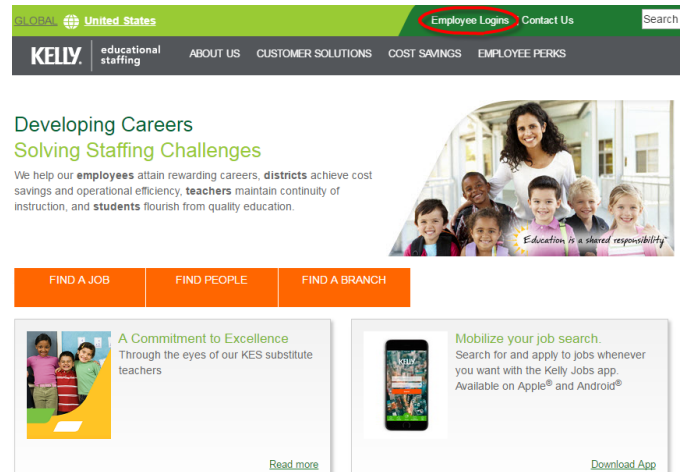 GLOBAL United States
Employee Logins Contact Us
Search
KELLY. educational
staffing
ABOUT US CUSTOMER SOLUTIONS COST SAVINGS EMPLOYEE PERKS
Developing Careers
Solving Staffing Challenges
We help our employees attain rewarding careers, districts achieve cost
savings and operational efficiency, teachers maintain continuity of
instruction, and students flourish from quality education.
Education is a shared responsibility™
FIND A JOB FIND PEOPLE FIND A BRANCH
A Commitment to Excellence
Through the eyes of our KES substitute
teachers
Read more
KELLY
Mobilize your job search.
Search for and apply to jobs whenever
you want with the Kelly Jobs app.
Available on Apple® and Android®
Download App